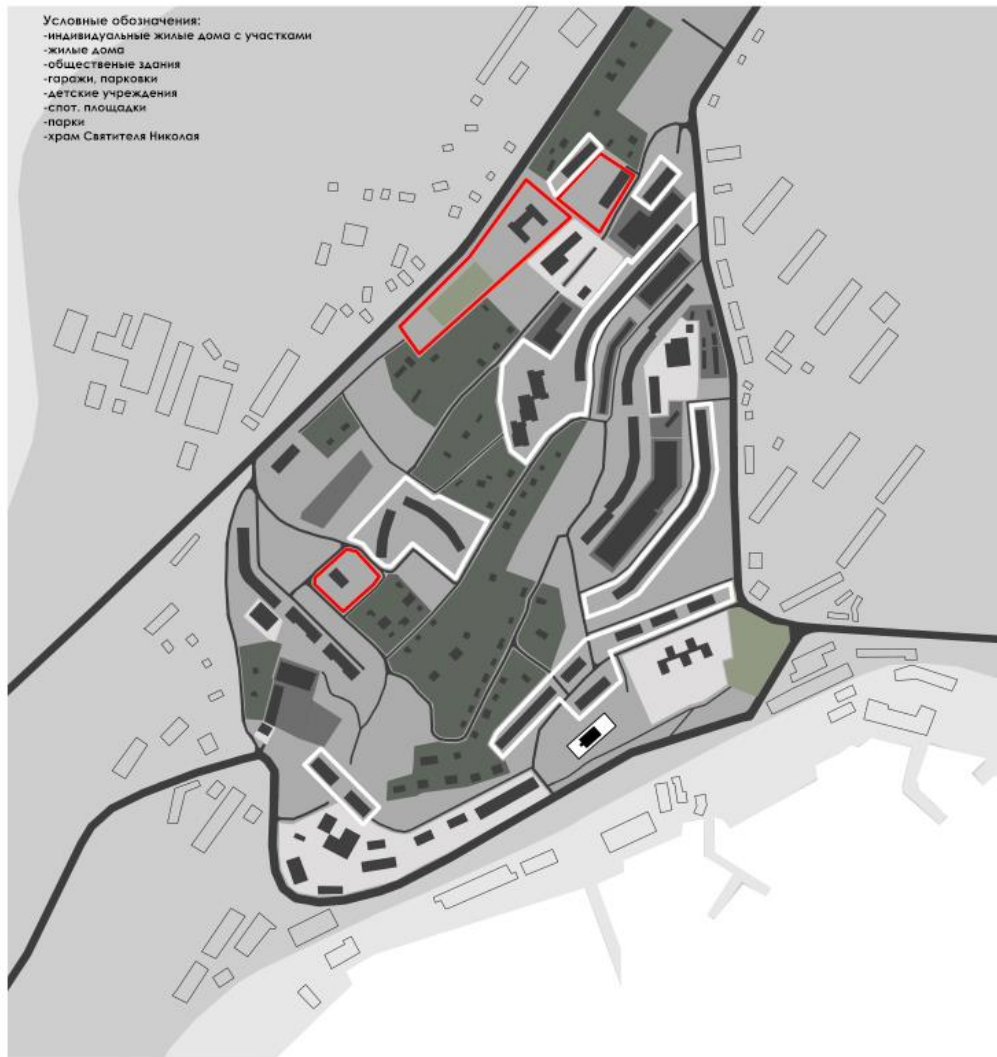 Условные обозначения:
-индивидуальные жилые дома с участками
-жилые дома
-общественые здания
-гаражи, парковки
-детские учреждения
-спот. площадки
-парки
-храм Святителя Николая